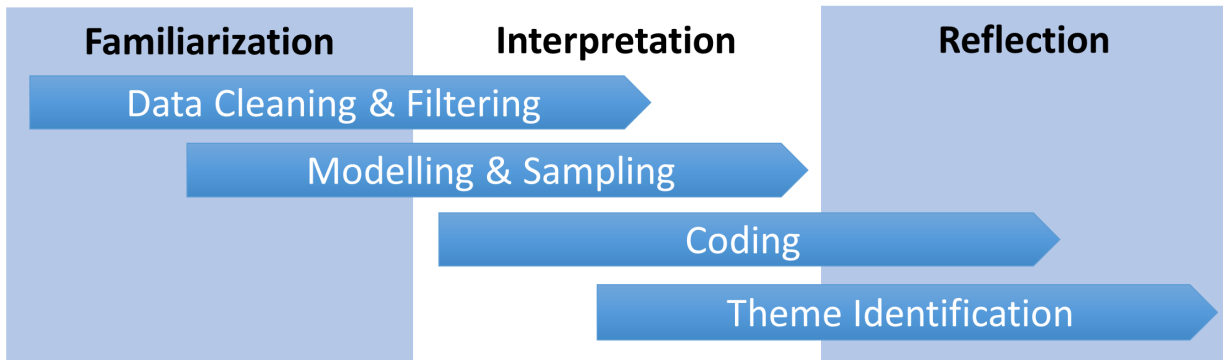 Familiarization
Interpretation
Reflection
Data Cleaning & Filtering
Modelling & Sampling
Coding
Theme Identification